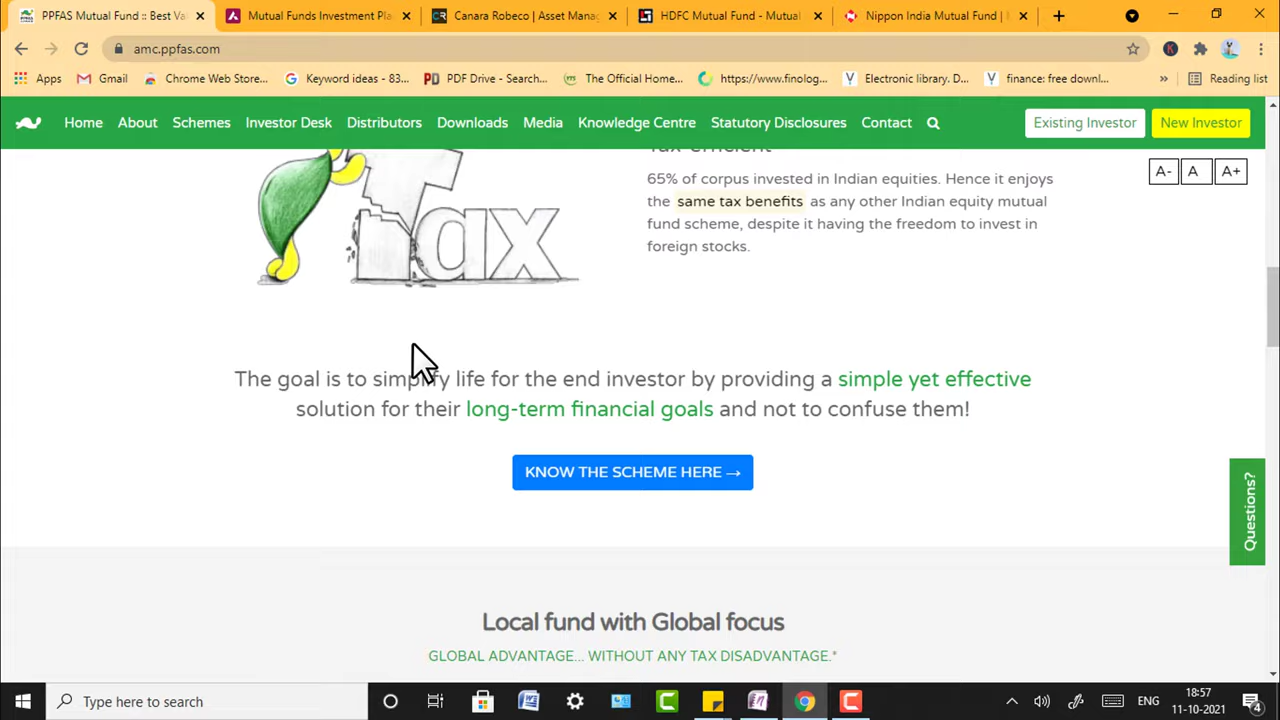 PPFAS Mutual Fund :: Best Va
Mutual Funds Investment Pla
Canara Robeco | Asset Manag
HDFC Mutual Fund - Mutual
Nippon India Mutual Fund |
amc.ppfas.com
Apps
Gmail
Chrome Web Store...
Keyword ideas - 83...
PDF Drive - Search...
The Official Home...
https://www.finolog...
Electronic library. D...
finance: free downl...
»
Reading list
Home
About
Schemes
Investor Desk
Distributors
Downloads
Media
Knowledge Centre
Statutory Disclosures
Contact
Existing Investor
New Investor
A-
A
A+
Tax
Tax-efficient
65% of corpus invested in Indian equities. Hence it enjoys
the same tax benefits as any other Indian equity mutual
fund scheme, despite it having the freedom to invest in
foreign stocks.
The goal is to simplify life for the end investor by providing a simple yet effective
solution for their long-term financial goals and not to confuse them!
KNOW THE SCHEME HERE →
Questions?
Local fund with Global focus
GLOBAL ADVANTAGE... WITHOUT ANY TAX DISADVANTAGE.*
Type here to search
ENG
18:57
11-10-2021
4